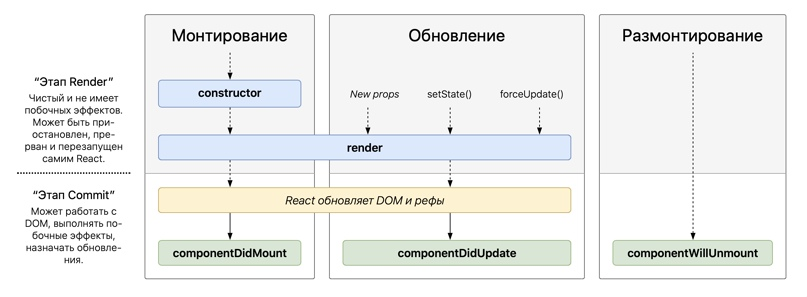 Монтирование
Обновление
Размонтирование
“Этап Render”
Чистый и не имеет
побочных эффектов.
Может быть при-
остановлен, пре-
рван и перезапущен
самим React.
constructor
New props
setState()
forceUpdate()
render
“Этап Commit”
Может работать с
DOM, выполнять по-
бочные эффекты,
назначать обновле-
ния.
React обновляет DOM и рефы
componentDidMount
componentDidUpdate
componentWillUnmount